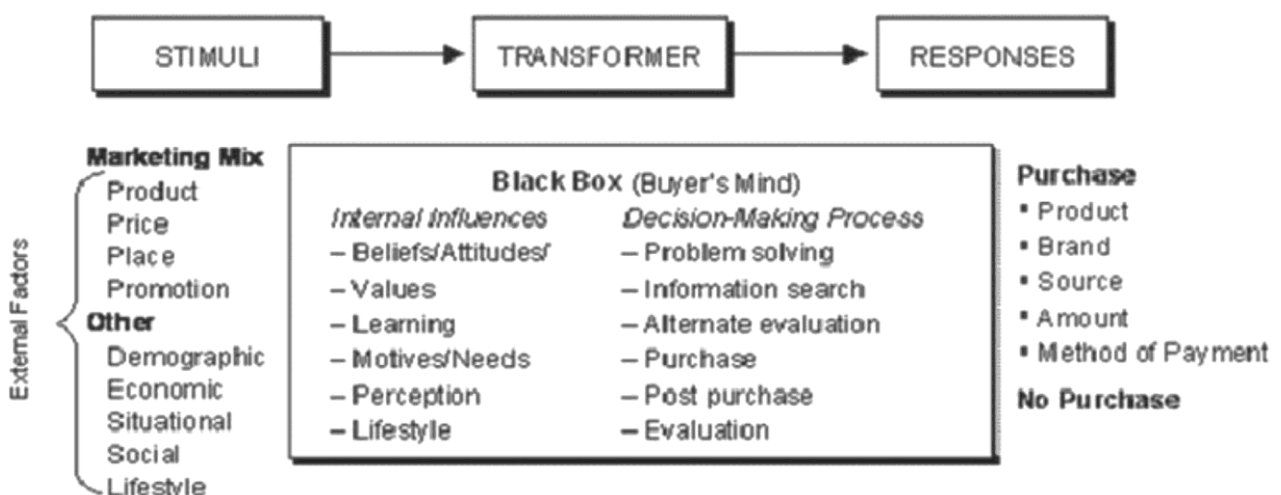 STIMULI
TRANSFORMER
RESPONSES
External Factors
Marketing Mix
Product
Price
Place
Promotion
Other
Demographic
Economic
Situational
Social
Lifestyle
Black Box (Buyer's Mind)
Internal Influences
– Beliefs/Attitudes/
– Values
– Learning
– Motives/Needs
– Perception
– Lifestyle
Decision-Making Process
– Problem solving
– Information search
– Alternate evaluation
– Purchase
– Post purchase
– Evaluation
Purchase
▪ Product
▪ Brand
▪ Source
▪ Amount
▪ Method of Payment
No Purchase